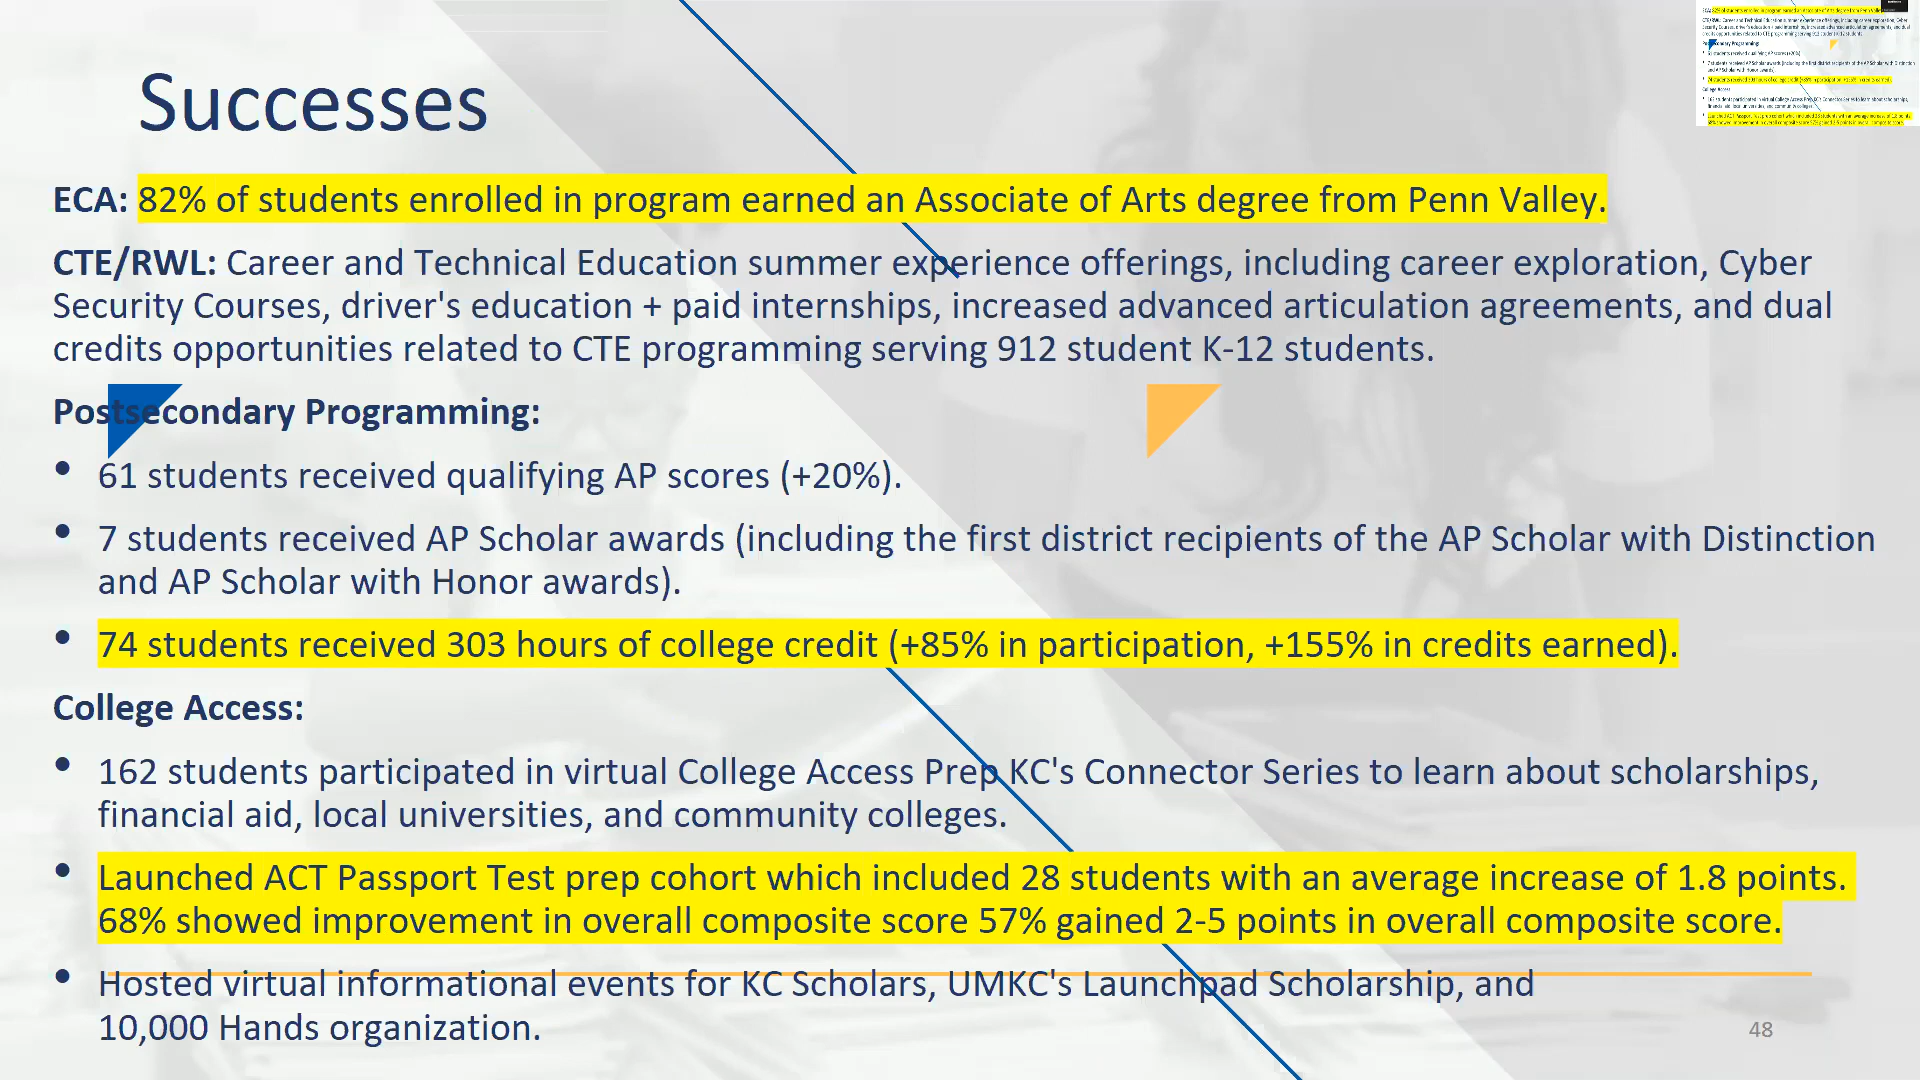 Successes
ECA: 82% of students enrolled in program earned an Associate of Arts degree from Penn Valley.
CTE/RWL: Career and Technical Education summer experience offerings, including career exploration, Cyber
Security Courses, driver's education + paid internships, increased advanced articulation agreements, and dual
credits opportunities related to CTE programming serving 912 student K-12 students.
Postsecondary Programming:
• 61 students received qualifying AP scores (+20%).
• 7 students received AP Scholar awards (including the first district recipients of the AP Scholar with Distinction
and AP Scholar with Honor awards).
• 74 students received 303 hours of college credit (+85% in participation, +155% in credits earned).
College Access:
• 162 students participated in virtual College Access Prep KC's Connector Series to learn about scholarships,
financial aid, local universities, and community colleges.
• Launched ACT Passport Test prep cohort which included 28 students with an average increase of 1.8 points.
68% showed improvement in overall composite score 57% gained 2-5 points in overall composite score.
• Hosted virtual informational events for KC Scholars, UMKC's Launchpad Scholarship, and
10,000 Hands organization.
48